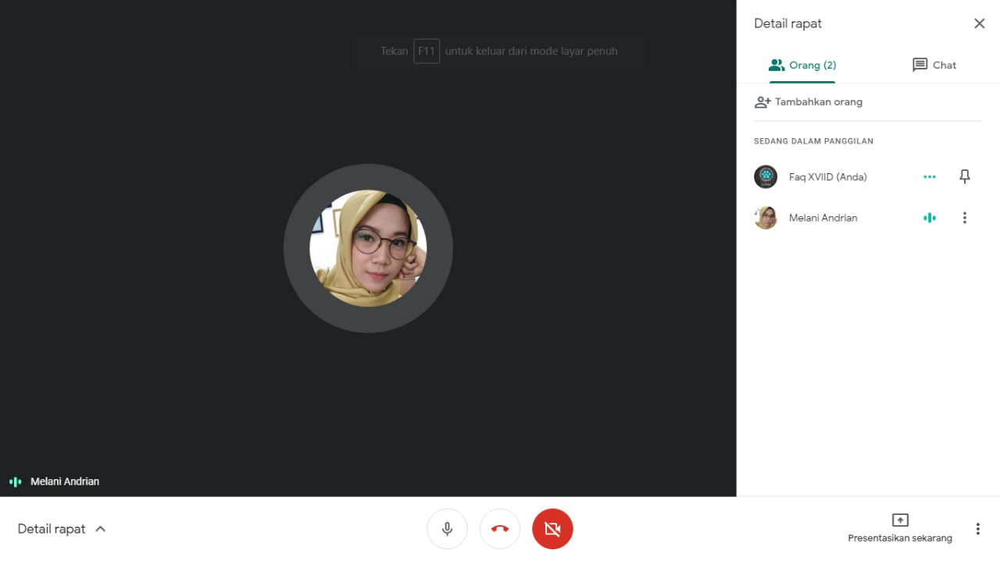 Tekan F11 untuk keluar dari mode layar penuh
Melani Andrian
Detail rapat
Orang (2)
Chat
Tambahkan orang
SEDANG DALAM PANGGILAN
Faq XVIID (Anda)
Melani Andrian
Detail rapat
Presentasikan sekarang